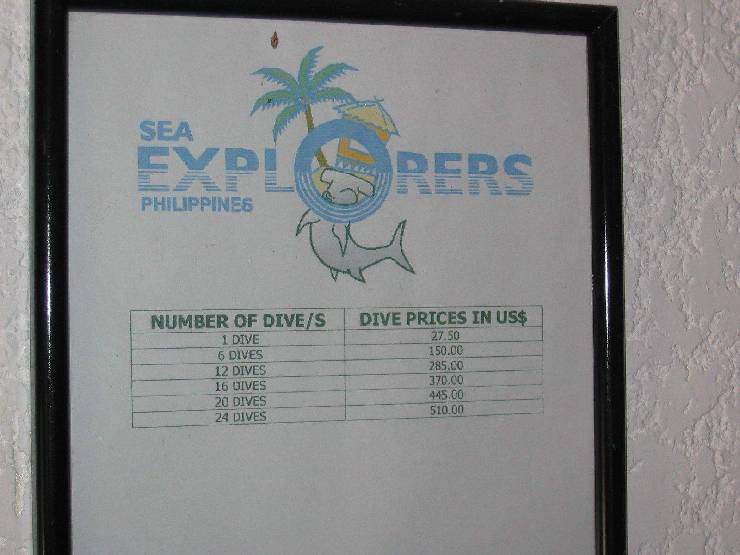 SEA
EXPLORERS
PHILIPPINES
NUMBER OF DIVE/S DIVE PRICES IN US$
1 DIVE 27.50
6 DIVES 150.00
12 DIVES 285.00
16 DIVES 370.00
20 DIVES 445.00
24 DIVES 510.00